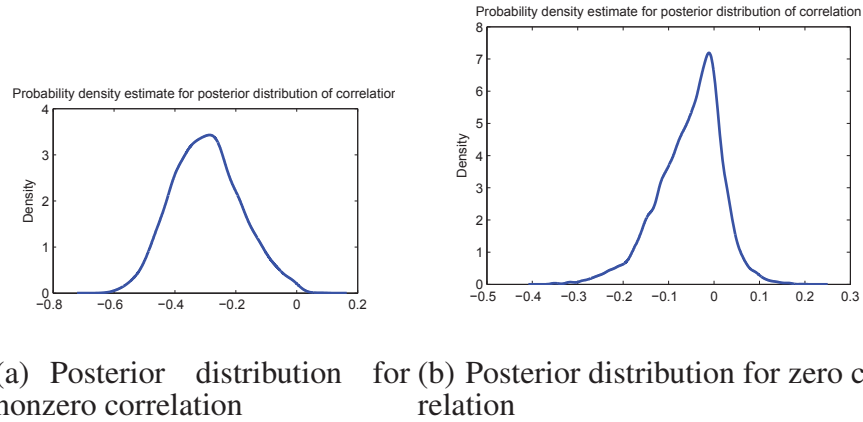 Probability density estimate for posterior distribution of correlation
8
7
6
5
4
3
2
1
0
Density
−0.5 −0.4 −0.3 −0.2 −0.1 0 0.1 0.2 0.3
Probability density estimate for posterior distribution of correlation
4
3
2
1
0
Density
−0.8 −0.6 −0.4 −0.2 0 0.2
(a) Posterior distribution for
nonzero correlation
(b) Posterior distribution for zero c
relation